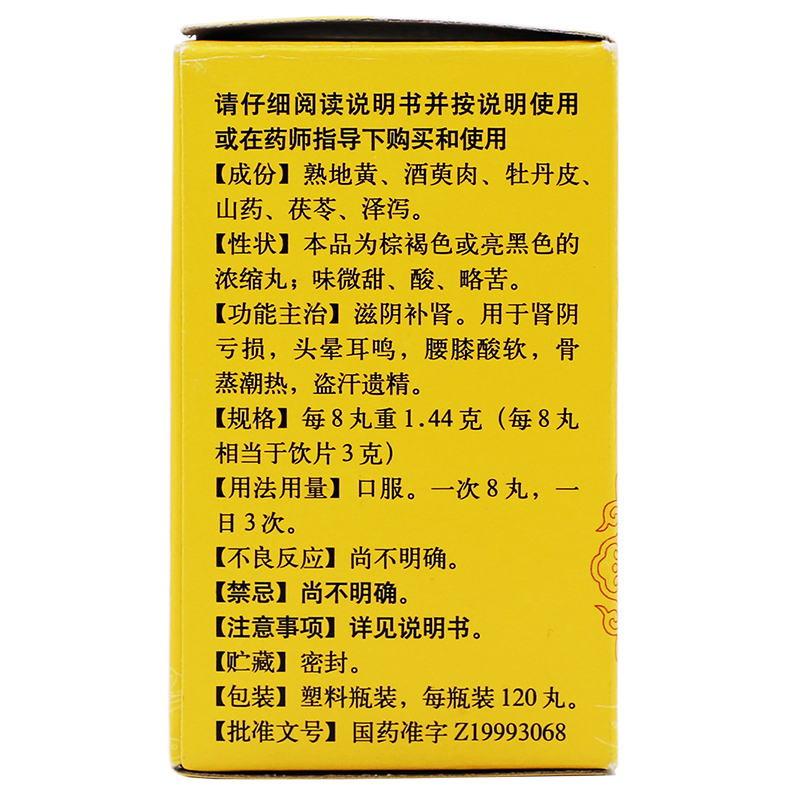 请仔细阅读说明书并按说明使用
或在药师指导下购买和使用
【成份】熟地黄、酒萸肉、牡丹皮、
山药、茯苓、泽泻。
【性状】本品为棕褐色或亮黑色的
浓缩丸；味微甜、酸、略苦。
【功能主治】滋阴补肾。用于肾阴
亏损，头晕耳鸣，腰膝酸软，骨
蒸潮热，盗汗遗精。
【规格】每8丸重1.44克（每8丸
相当于饮片3克）
【用法用量】口服。一次8丸，一
日3次。
【不良反应】尚不明确。
【禁忌】尚不明确。
【注意事项】详见说明书。
【贮藏】密封。
【包装】塑料瓶装，每瓶装120丸。
【批准文号】国药准字Z19993068